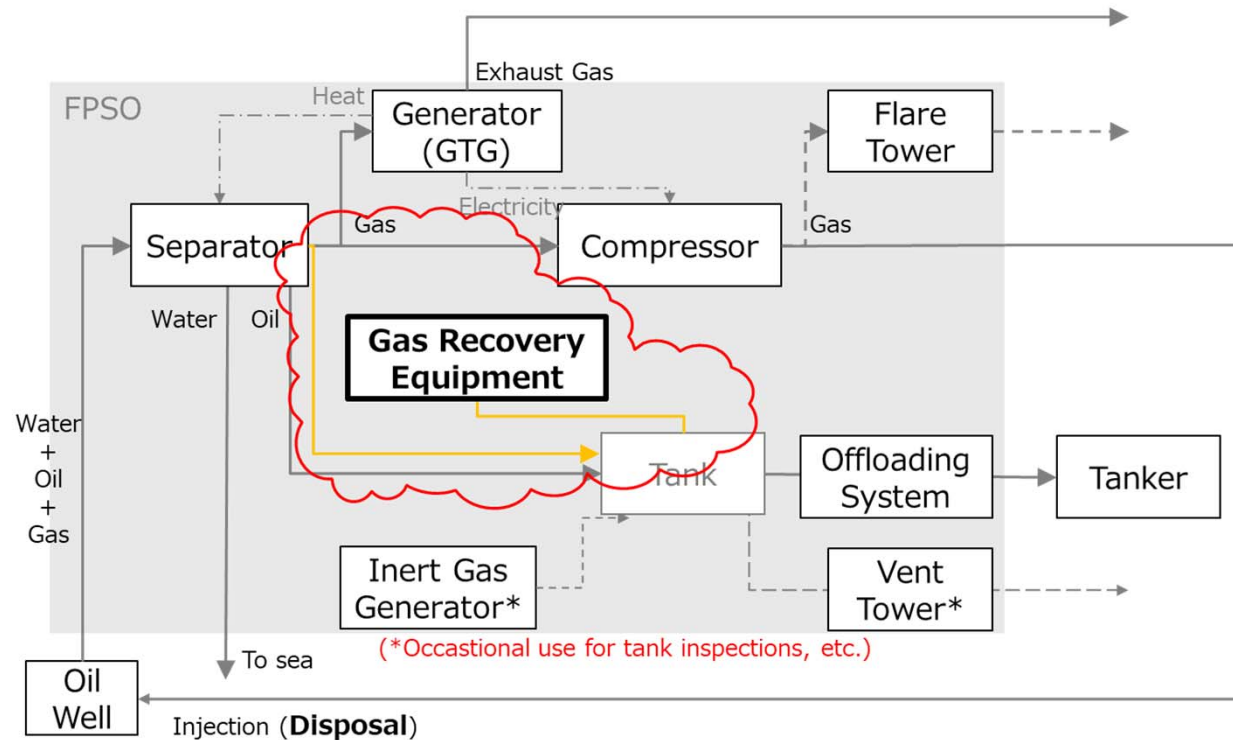 Exhaust Gas
FPSO
Heat
Generator
(GTG)
Flare
Tower
Electricity
Separator
Gas
Compressor
Gas
Water
Oil
Gas Recovery
Equipment
Water
+
Oil
+
Gas
Tank
Offloading
System
Tanker
Inert Gas
Generator*
Vent
Tower*
(*Occastional use for tank inspections, etc.)
To sea
Oil
Well
Injection (Disposal)